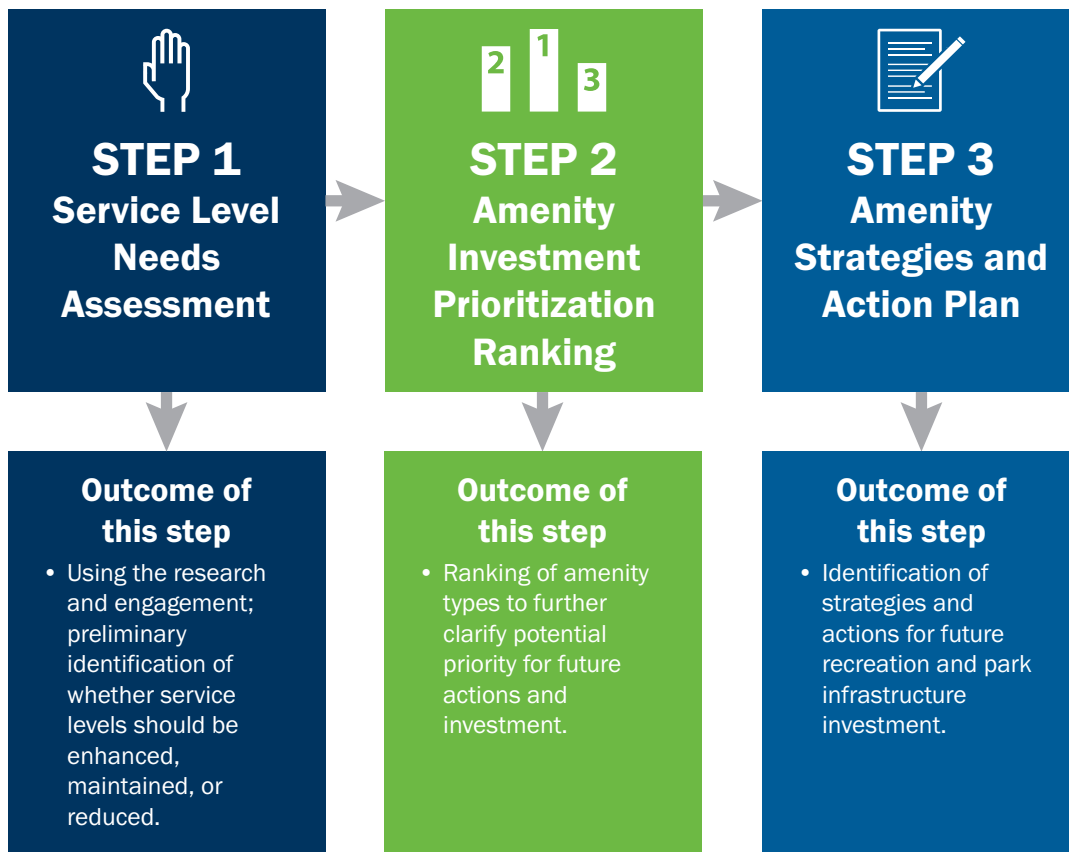 STEP 1
Service Level
Needs
Assessment
2
1
3
STEP 2
Amenity
Investment
Prioritization
Ranking
STEP 3
Amenity
Strategies and
Action Plan
Outcome of
this step
• Using the research
and engagement;
preliminary
identification of
whether service
levels should be
enhanced,
maintained, or
reduced.
Outcome of
this step
• Ranking of amenity
types to further
clarify potential
priority for future
actions and
investment.
Outcome of
this step
• Identification of
strategies and
actions for future
recreation and park
infrastructure
investment.